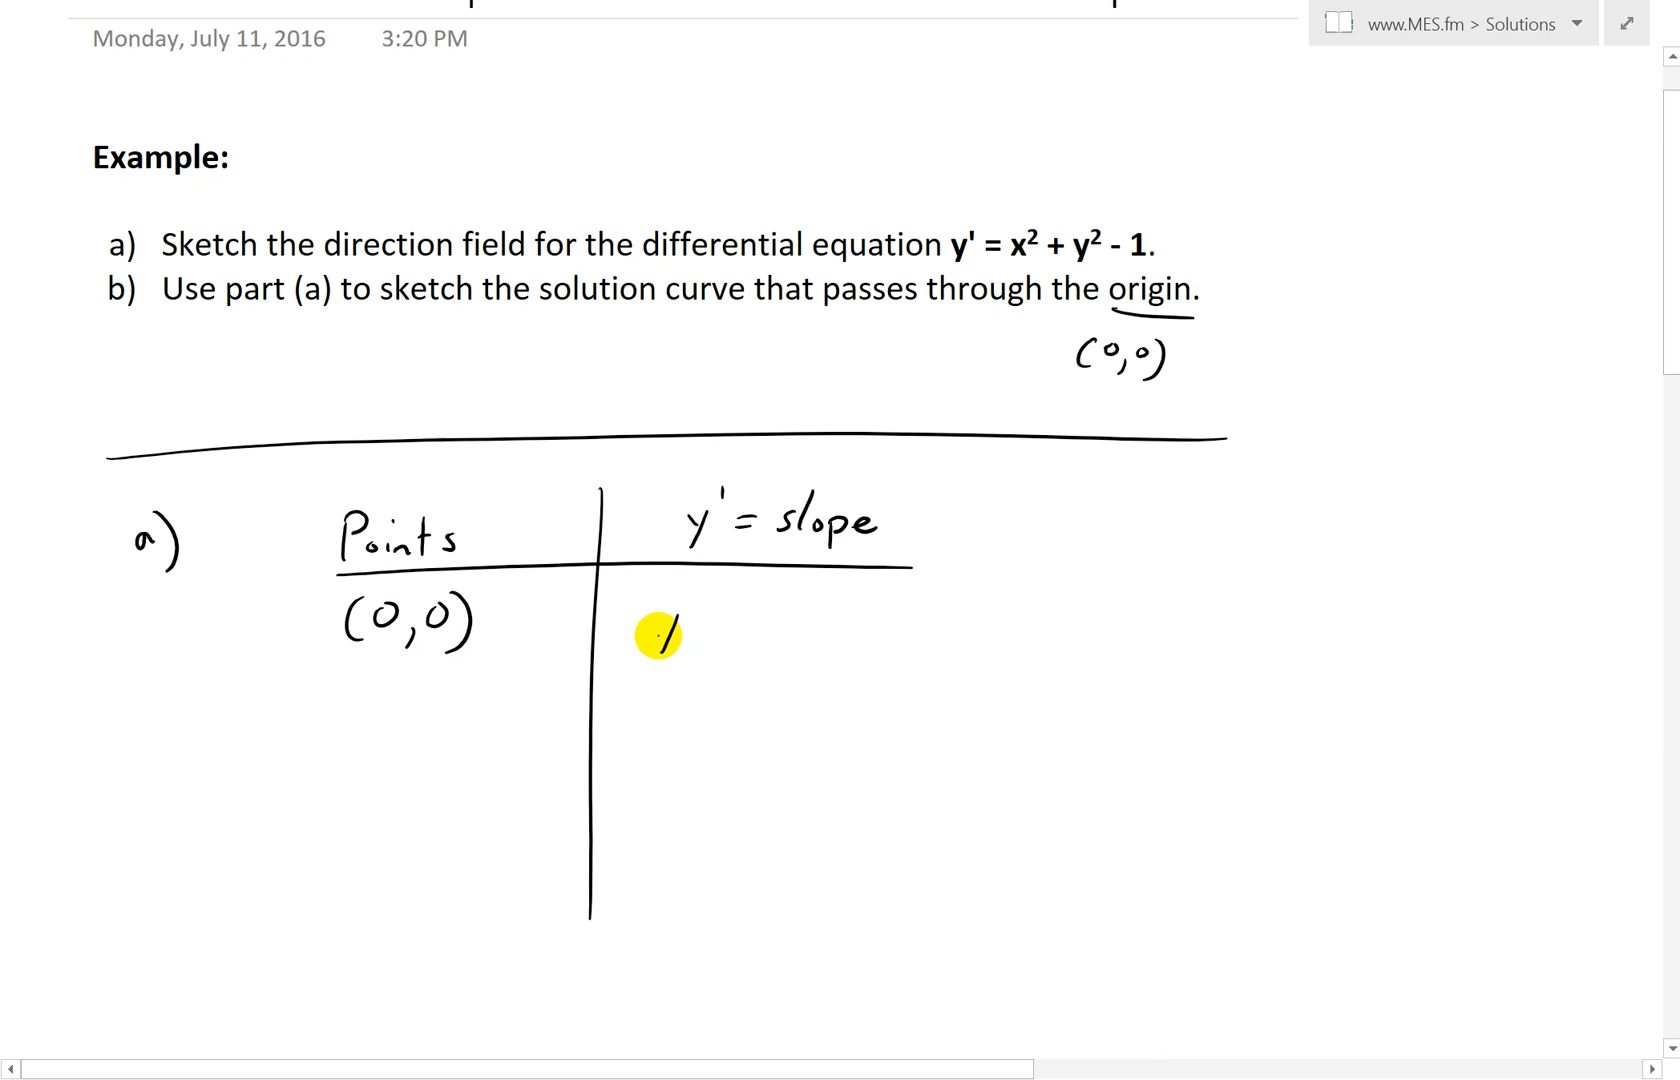 Monday, July 11, 2016 3:20 PM
www.MES.fm > Solutions
Example:
a) Sketch the direction field for the differential equation y' = x² + y² - 1.
b) Use part (a) to sketch the solution curve that passes through the origin.
(0,0)
a) Points y' = slope
(0,0)